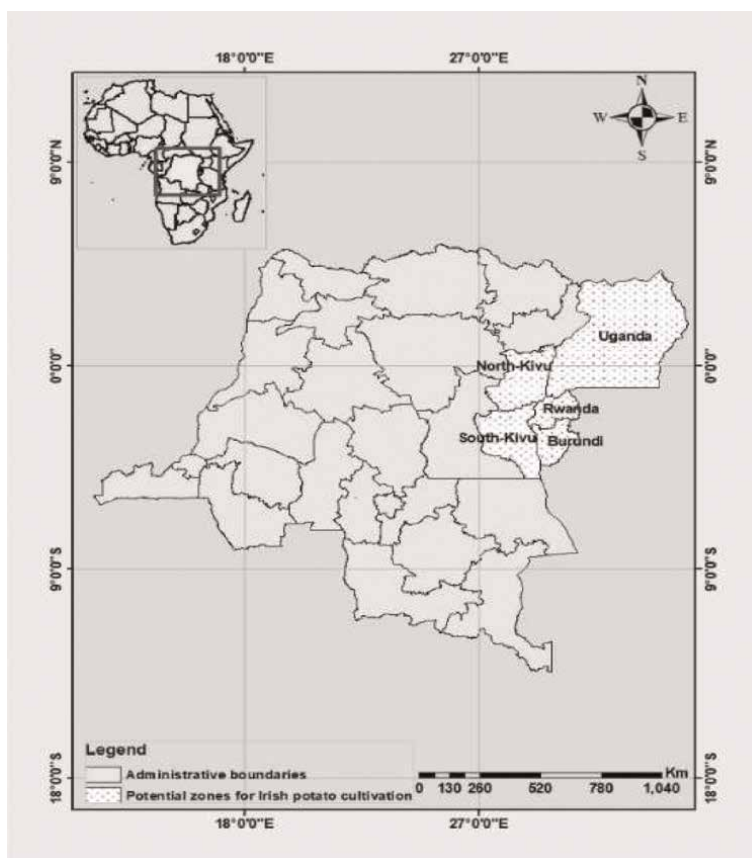 18°0'0"E 27°0'0"E
N
W E
S
9°0'0"N 9°0'0"N
Uganda
North-Kivu
0°0'0" 0°0'0"
Rwanda
South-Kivu Burundi
9°0'0"S 9°0'0"S
Legend
Administrative boundaries
Potential zones for Irish potato cultivation
Km
0 130 260 520 780 1,040
18°0'0"S 18°0'0"S
18°0'0"E 27°0'0"E